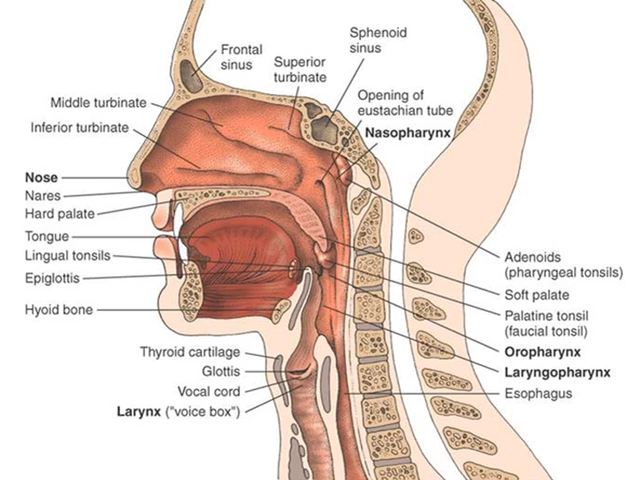 Frontal
sinus
Sphenoid
sinus
Superior
turbinate
Middle turbinate
Inferior turbinate
Opening of
eustachian tube
Nasopharynx
Nose
Nares
Hard palate
Tongue
Lingual tonsils
Epiglottis
Hyoid bone
Thyroid cartilage
Glottis
Vocal cord
Larynx ("voice box")
Adenoids
(pharyngeal tonsils)
Soft palate
Palatine tonsil
(faucial tonsil)
Oropharynx
Laryngopharynx
Esophagus